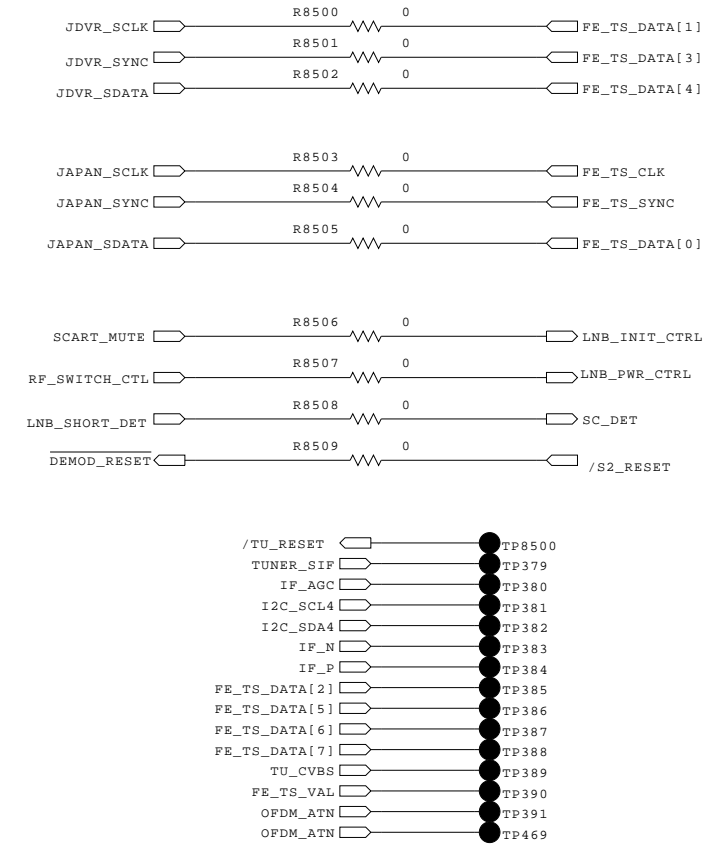 R8500 0
JDVR_SCLK FE_TS_DATA[1]
R8501 0
JDVR_SYNC FE_TS_DATA[3]
R8502 0
JDVR_SDATA FE_TS_DATA[4]
R8503 0
JAPAN_SCLK FE_TS_CLK
R8504 0
JAPAN_SYNC FE_TS_SYNC
R8505 0
JAPAN_SDATA FE_TS_DATA[0]
R8506 0
SCART_MUTE LNB_INIT_CTRL
R8507 0
RF_SWITCH_CTL LNB_PWR_CTRL
R8508 0
LNB_SHORT_DET SC_DET
R8509 0
DEMOD_RESET /S2_RESET
/TU_RESET TP8500
TUNER_SIF TP379
IF_AGC TP380
I2C_SCL4 TP381
I2C_SDA4 TP382
IF_N TP383
IF_P TP384
FE_TS_DATA[2] TP385
FE_TS_DATA[5] TP386
FE_TS_DATA[6] TP387
FE_TS_DATA[7] TP388
TU_CVBS TP389
FE_TS_VAL TP390
OFDM_ATN TP391
OFDM_ATN TP469